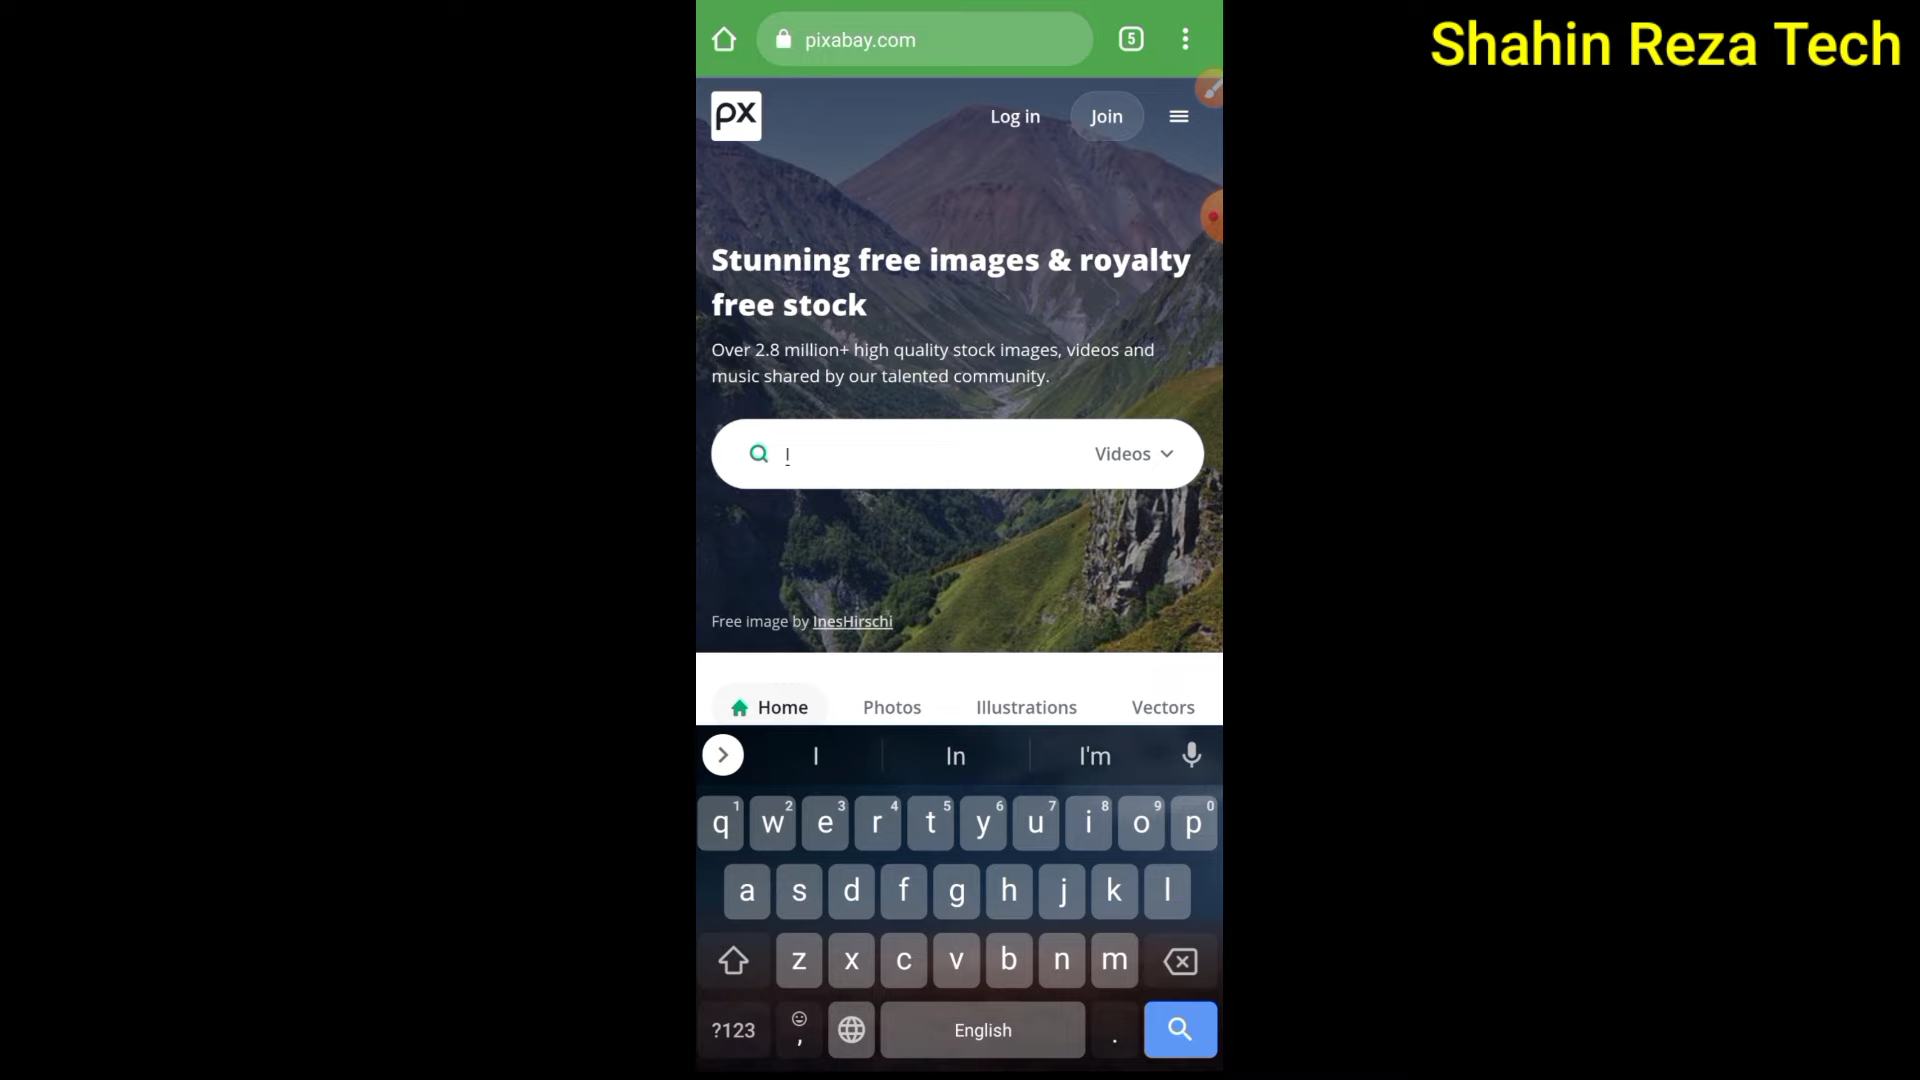 Shahin Reza Tech
pixabay.com
5
px
Log in
Join
Stunning free images & royalty
free stock
Over 2.8 million+ high quality stock images, videos and
music shared by our talented community.
I
Videos
Free image by InesHirschi
Home Photos Illustrations Vectors
I In I'm
1 2 3 4 5 6 7 8 9 0
q w e r t y u i o p
a s d f g h j k l
z x c v b n m
?123 , English .